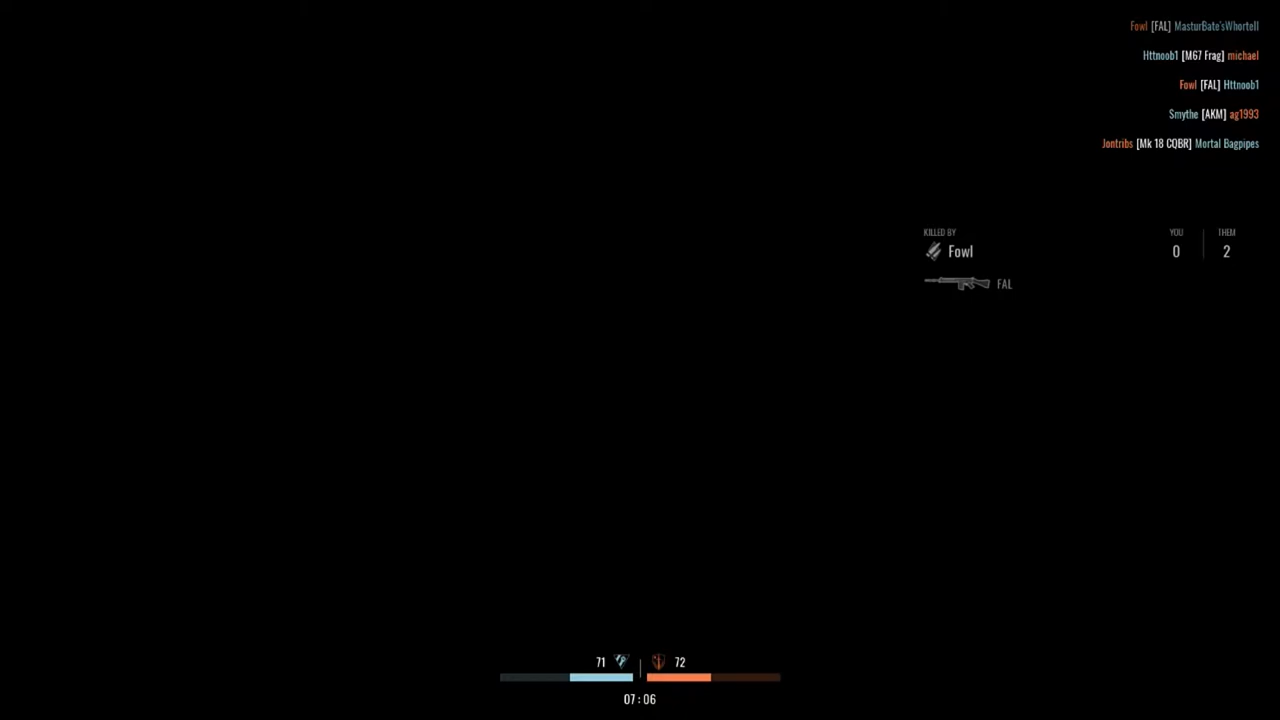 Fowl [FAL] MasturBate'sWhortell
Httnoob1 [M67 Frag] michael
Fowl [FAL] Httnoob1
Smythe [AKM] ag1993
Jontribs [Mk 18 CQBR] Mortal Bagpipes
KILLED BY YOU THEM
Fowl 0 2
FAL
71 72
07:06